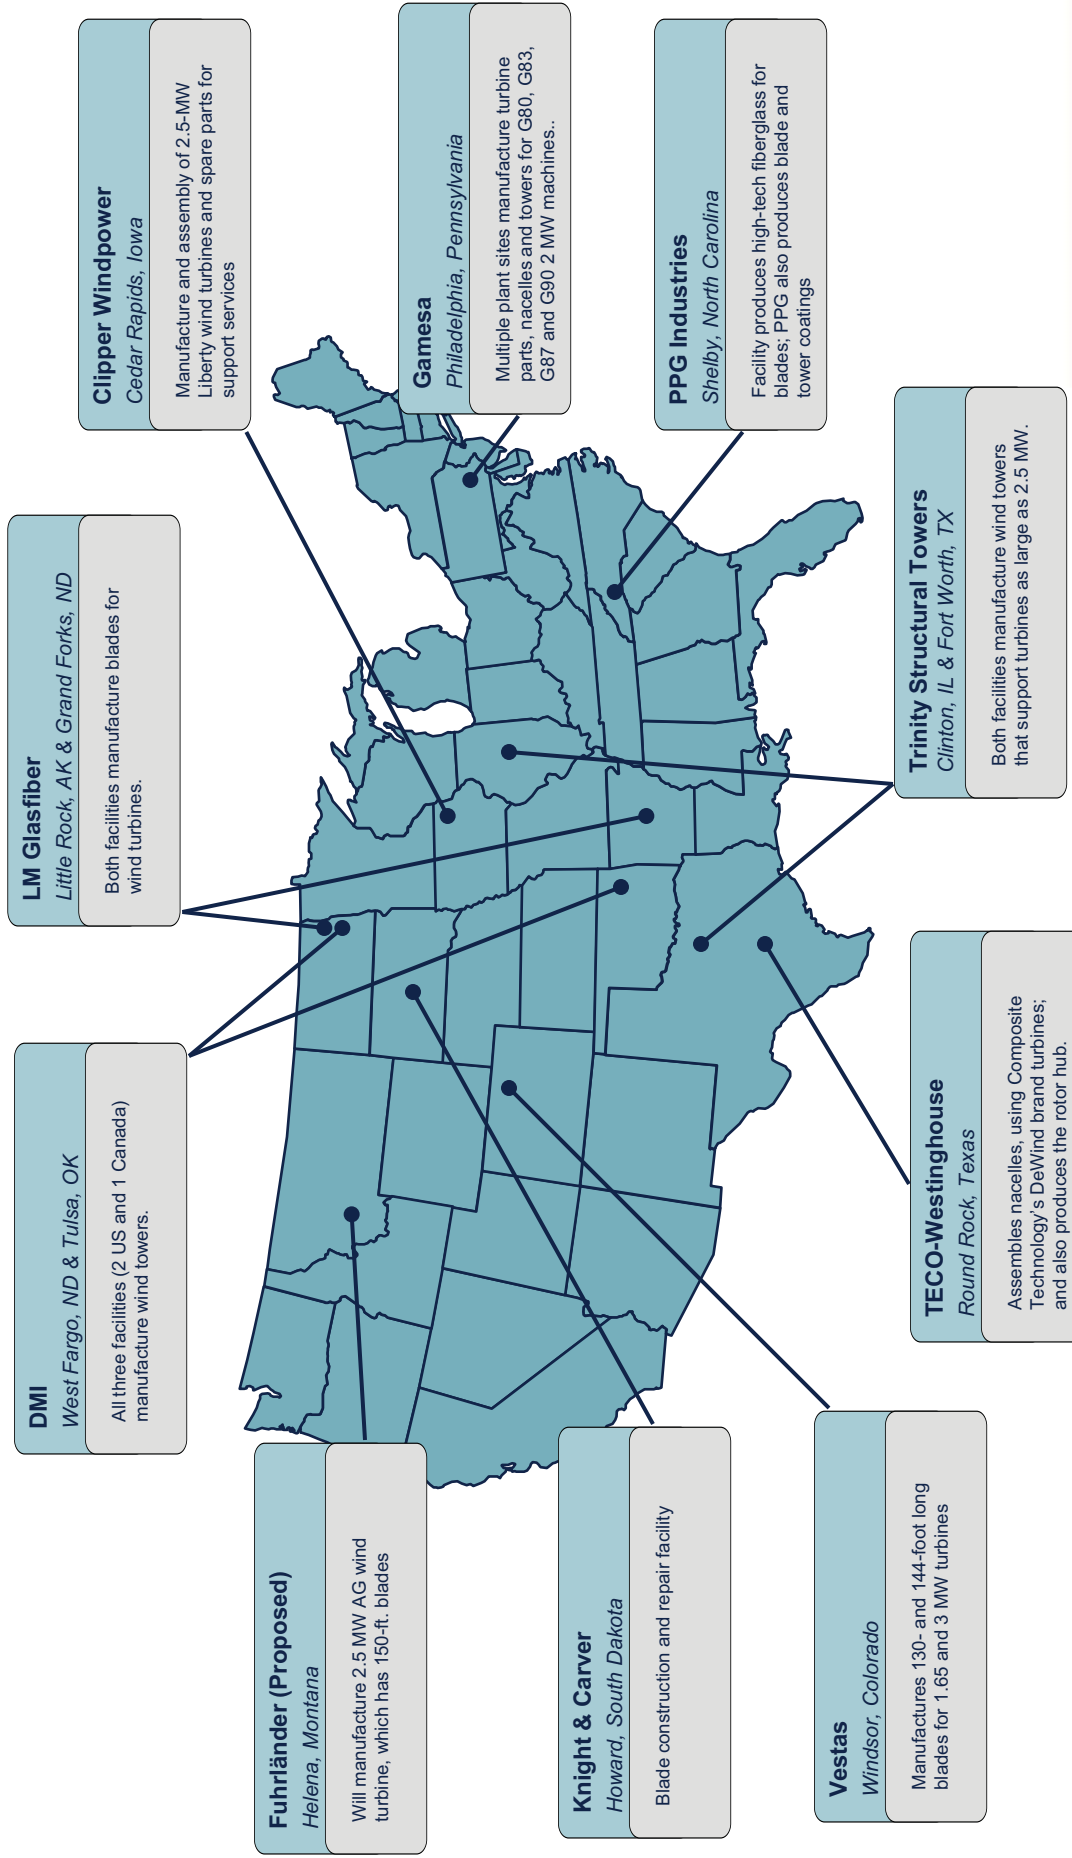 Fuhrländer (Proposed)
Helena, Montana
Will manufacture 2.5 MW AG wind
turbine, which has 150-ft. blades
DMI
West Fargo, ND & Tulsa, OK
All three facilities (2 US and 1 Canada)
manufacture wind towers.
LM Glasfiber
Little Rock, AK & Grand Forks, ND
Both facilities manufacture blades for
wind turbines.
Clipper Windpower
Cedar Rapids, Iowa
Manufacture and assembly of 2.5-MW
Liberty wind turbines and spare parts for
support services
Gamesa
Philadelphia, Pennsylvania
Multiple plant sites manufacture turbine
parts, nacelles and towers for G80, G83,
G87 and G90 2 MW machines..
Knight & Carver
Howard, South Dakota
Blade construction and repair facility
PPG Industries
Shelby, North Carolina
Facility produces high-tech fiberglass for
blades; PPG also produces blade and
tower coatings
Vestas
Windsor, Colorado
Manufactures 130- and 144-foot long
blades for 1.65 and 3 MW turbines
TECO-Westinghouse
Round Rock, Texas
Assembles nacelles, using Composite
Technology's DeWind brand turbines;
and also produces the rotor hub.
Trinity Structural Towers
Clinton, IL & Fort Worth, TX
Both facilities manufacture wind towers
that support turbines as large as 2.5 MW.